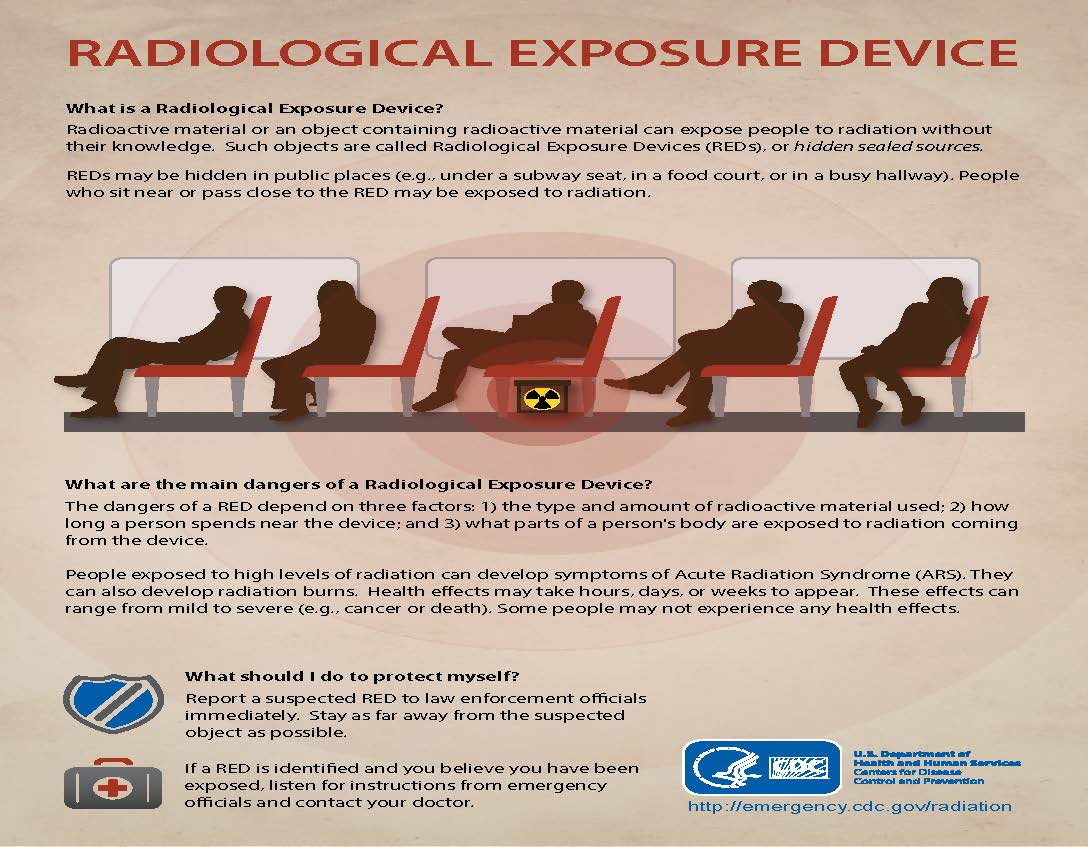 RADIOLOGICAL EXPOSURE DEVICE
What is a Radiological Exposure Device?
Radioactive material or an object containing radioactive material can expose people to radiation without
their knowledge. Such objects are called Radiological Exposure Devices (REDs), or hidden sealed sources.
REDs may be hidden in public places (e.g., under a subway seat, in a food court, or in a busy hallway). People
who sit near or pass close to the RED may be exposed to radiation.
What are the main dangers of a Radiological Exposure Device?
The dangers of a RED depend on three factors: 1) the type and amount of radioactive material used; 2) how
long a person spends near the device; and 3) what parts of a person's body are exposed to radiation coming
from the device.
People exposed to high levels of radiation can develop symptoms of Acute Radiation Syndrome (ARS). They
can also develop radiation burns. Health effects may take hours, days, or weeks to appear. These effects can
range from mild to severe (e.g., cancer or death). Some people may not experience any health effects.
What should I do to protect myself?
Report a suspected RED to law enforcement officials
immediately. Stay as far away from the suspected
object as possible.
If a RED is identified and you believe you have been
exposed, listen for instructions from emergency
officials and contact your doctor.
CDC
U.S. Department of
Health and Human Services
Centers for Disease
Control and Prevention
http://emergency.cdc.gov/radiation